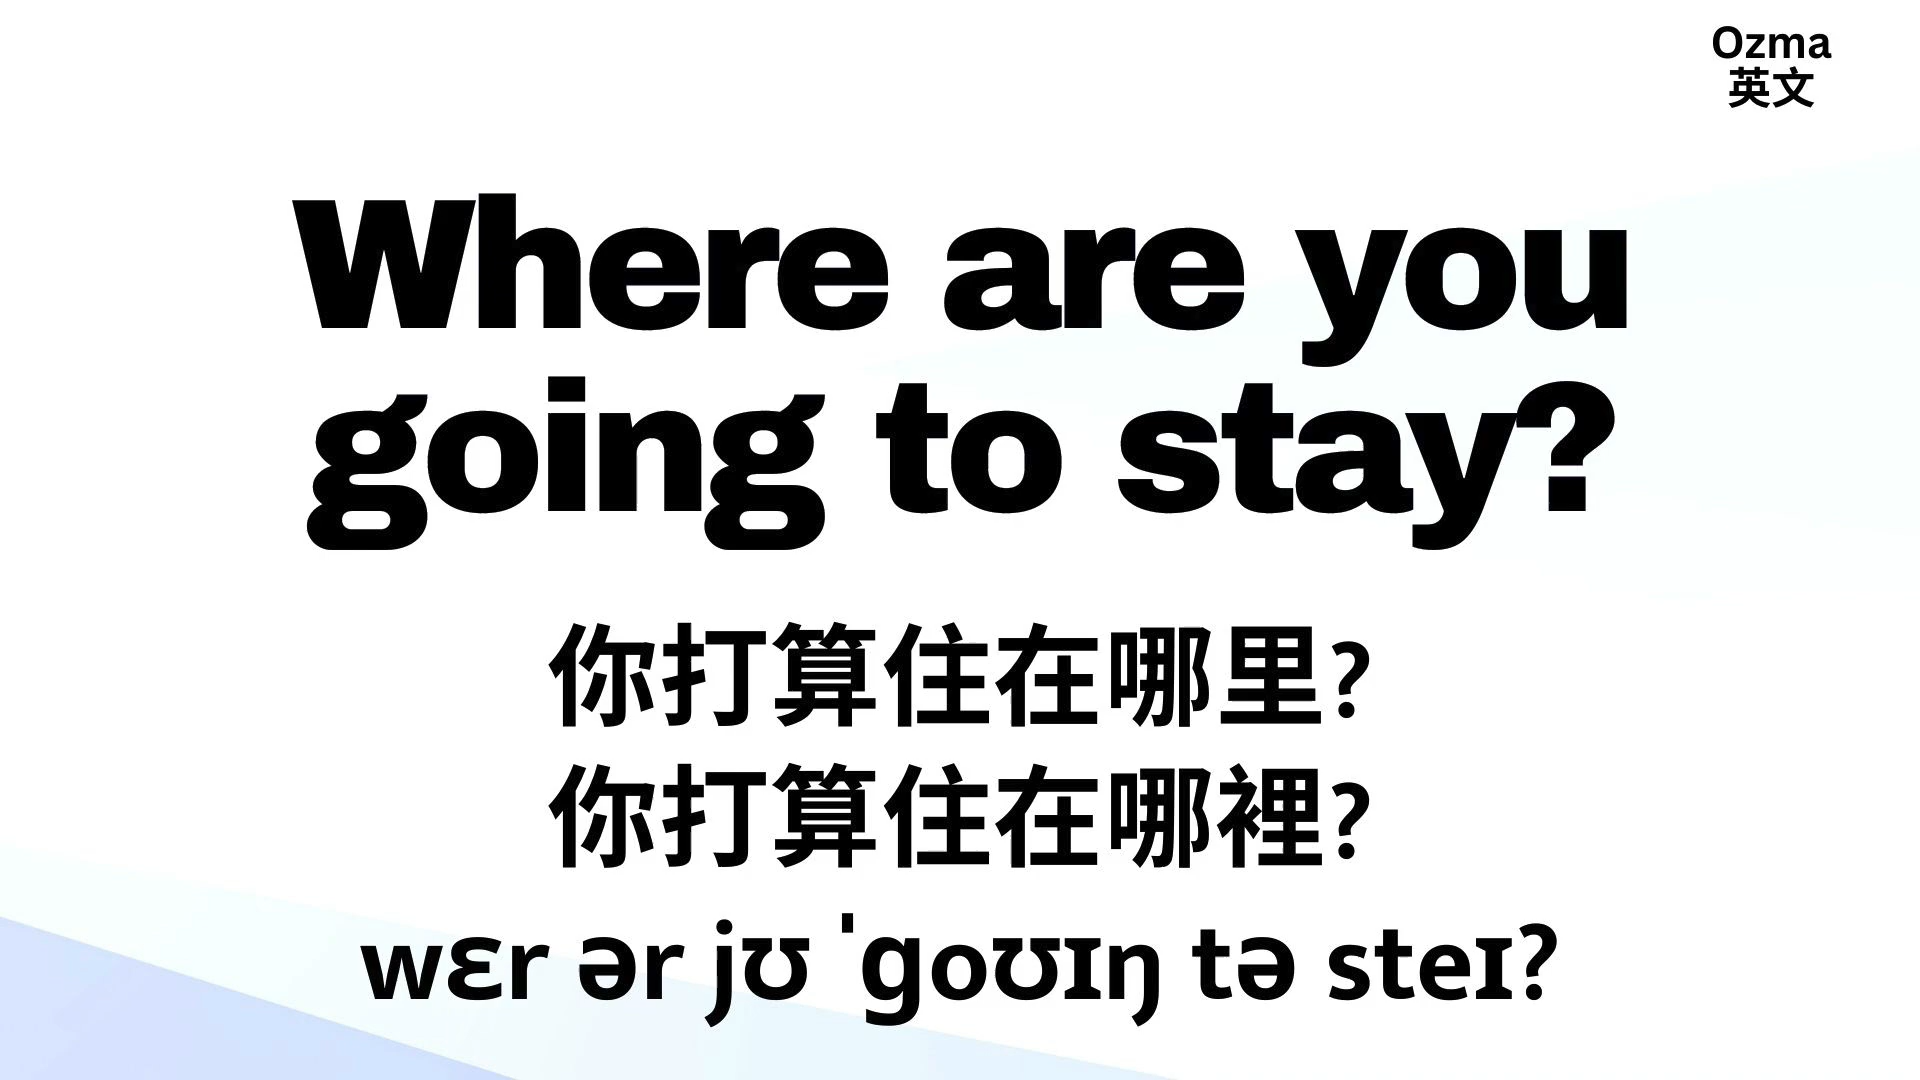 Ozma
英文
Where are you
going to stay?
你打算住在哪里?
你打算住在哪裡?
wɛr ər jʊ ˈɡoʊɪŋ tə steɪ?